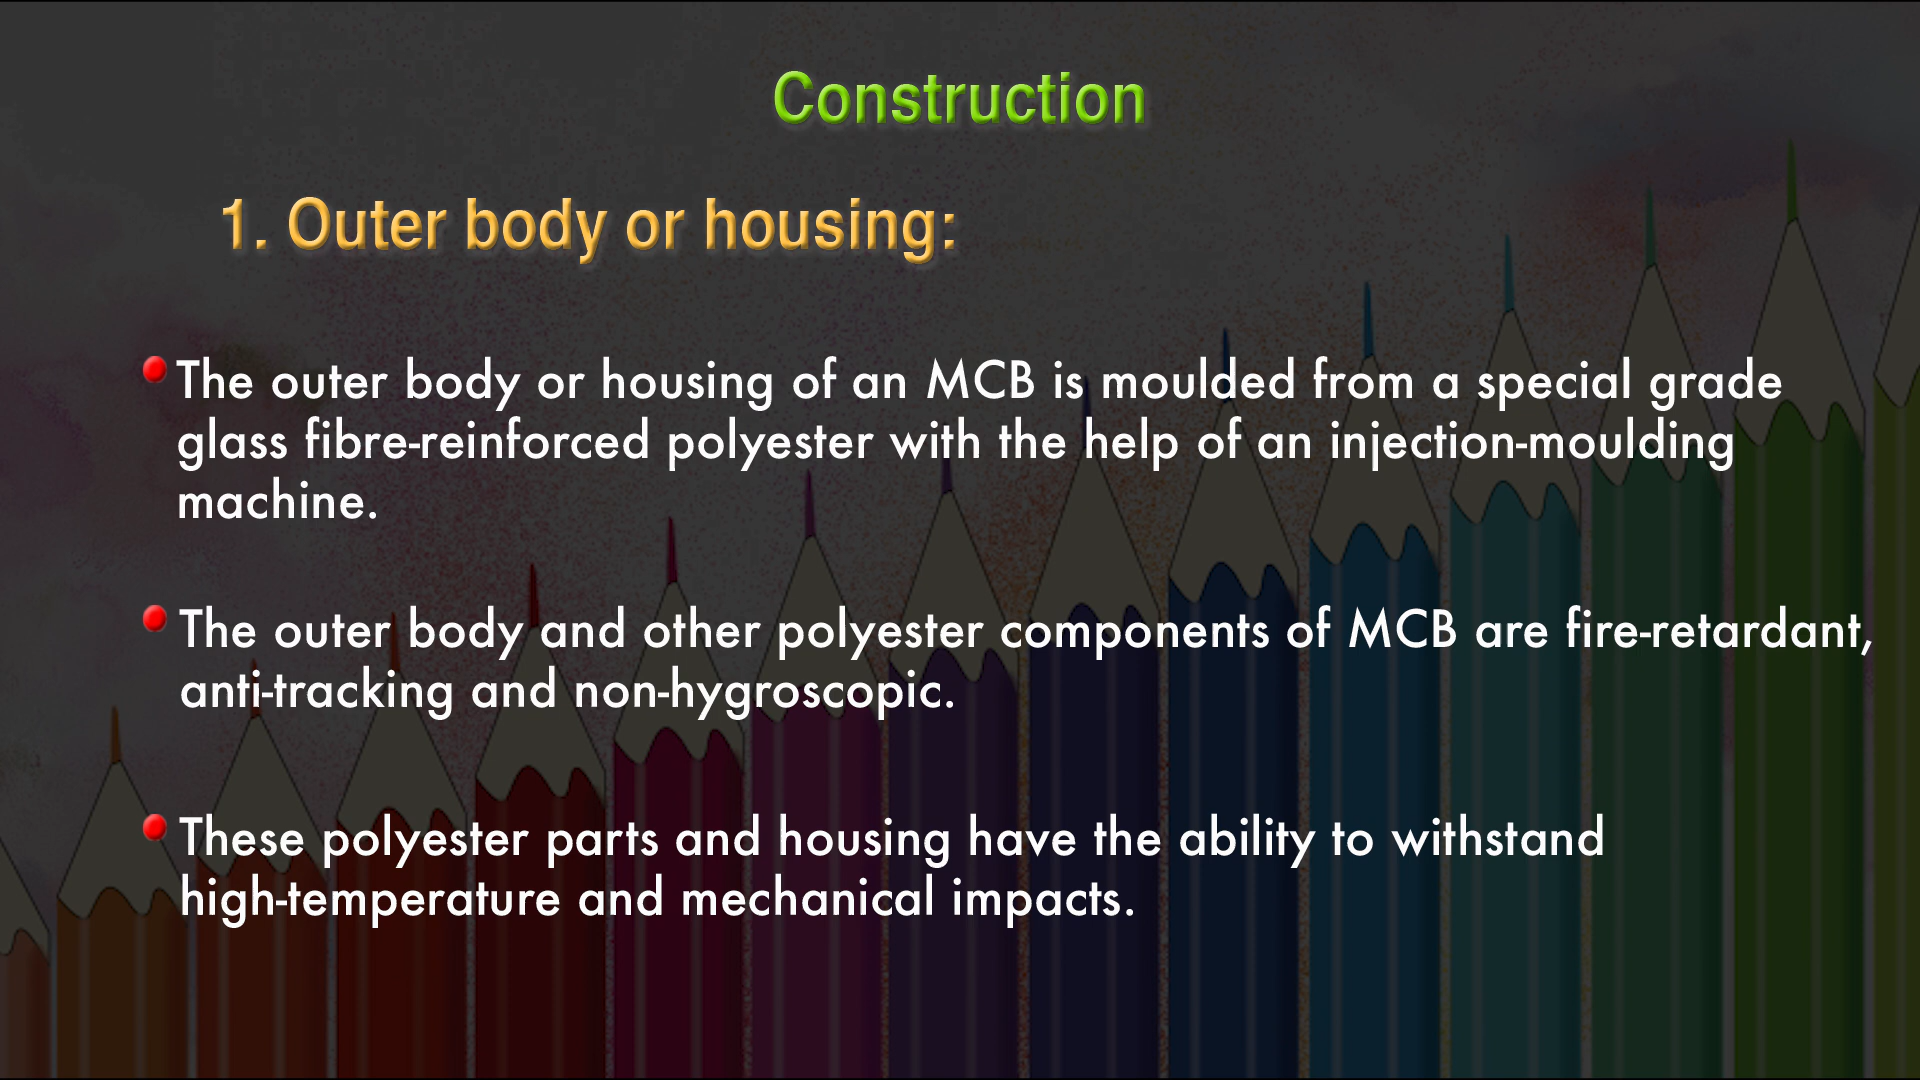 Construction
1. Outer body or housing:
The outer body or housing of an MCB is moulded from a special grade
glass fibre-reinforced polyester with the help of an injection-moulding
machine.
The outer body and other polyester components of MCB are fire-retardant,
anti-tracking and non-hygroscopic.
These polyester parts and housing have the ability to withstand
high-temperature and mechanical impacts.